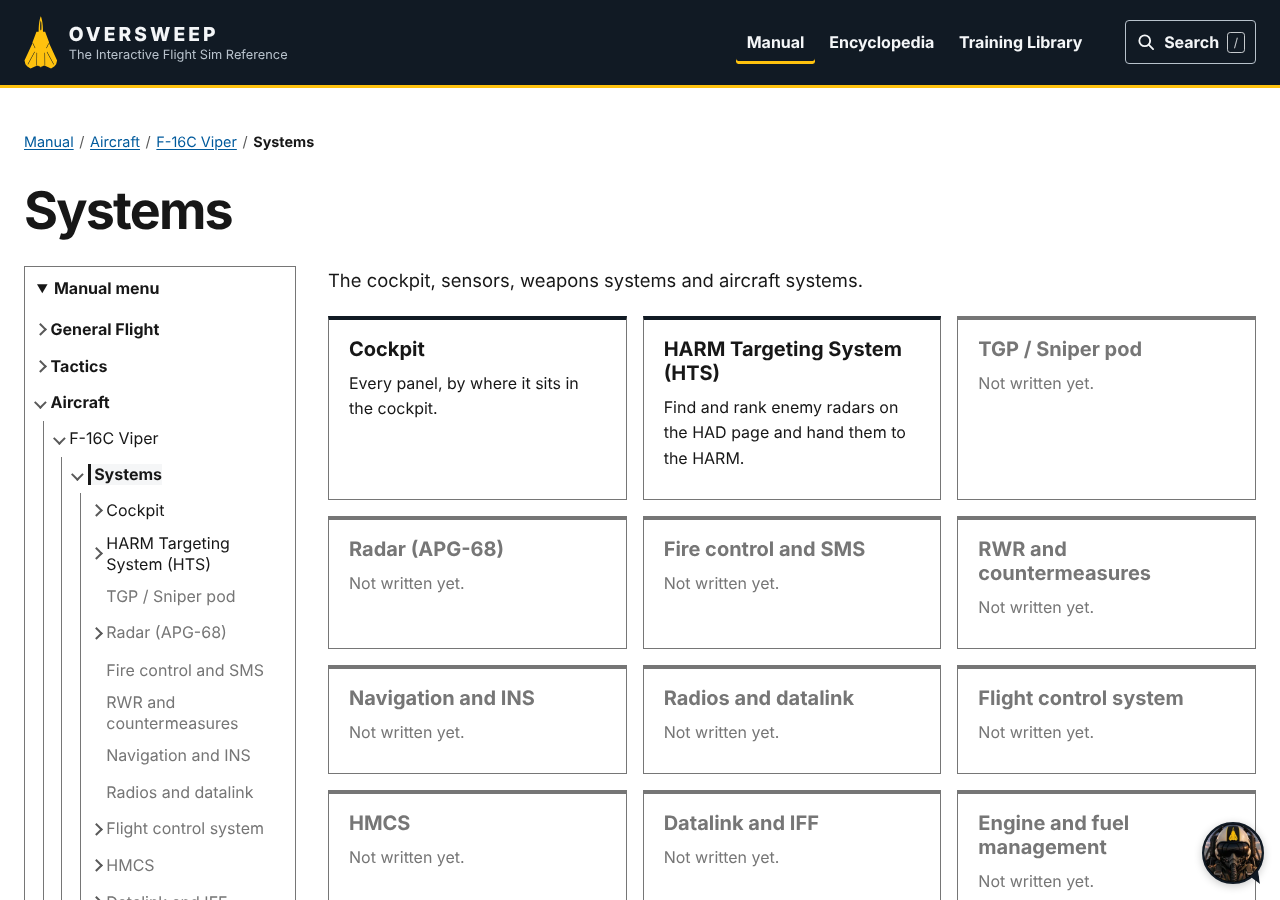 OVERSWEEP
The Interactive Flight Sim Reference
Manual
Encyclopedia
Training Library
Search /
Manual / Aircraft / F-16C Viper / Systems
Systems
Manual menu
General Flight
Tactics
Aircraft
F-16C Viper
Systems
Cockpit
HARM Targeting
System (HTS)
TGP / Sniper pod
Radar (APG-68)
Fire control and SMS
RWR and
countermeasures
Navigation and INS
Radios and datalink
Flight control system
HMCS
Datalink and IFF
The cockpit, sensors, weapons systems and aircraft systems.
Cockpit
Every panel, by where it sits in
the cockpit.
HARM Targeting System
(HTS)
Find and rank enemy radars on
the HAD page and hand them to
the HARM.
TGP / Sniper pod
Not written yet.
Radar (APG-68)
Not written yet.
Fire control and SMS
Not written yet.
RWR and
countermeasures
Not written yet.
Navigation and INS
Not written yet.
Radios and datalink
Not written yet.
Flight control system
Not written yet.
HMCS
Not written yet.
Datalink and IFF
Not written yet.
Engine and fuel
management
Not written yet.